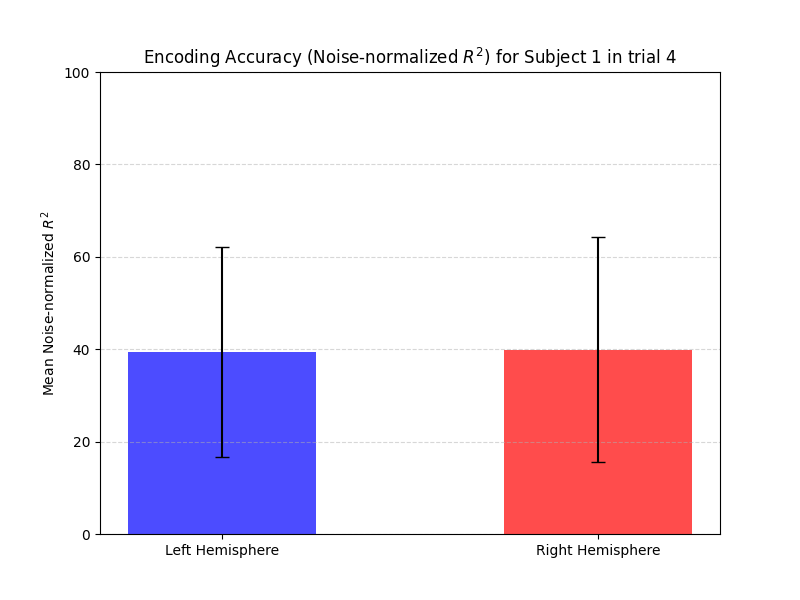 Encoding Accuracy (Noise-normalized R²) for Subject 1 in trial 4
Mean Noise-normalized R²
100
80
60
40
20
0
Left Hemisphere
Right Hemisphere